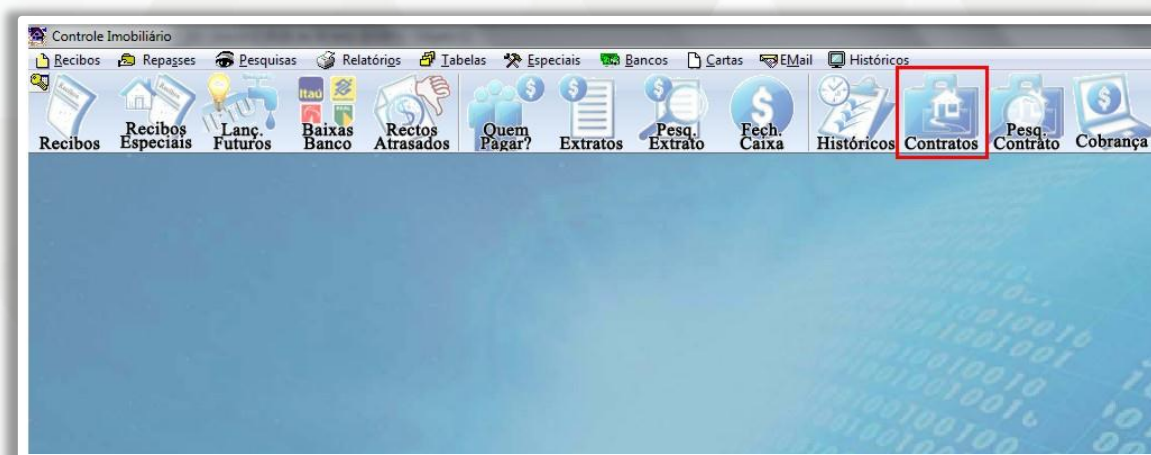 Controle Imobiliário
Recibos Repasses Pesquisas Relatórios Tabelas Especiais Bancos Cartas EMail Históricos
Recibos Recibos Especiais Lanç. Futuros Baixas Banco Rectos Atrasados Quem Pagar? Extratos Pesq. Extrato Fech. Caixa Históricos Contratos Pesq. Contrato Cobrança
Itaú